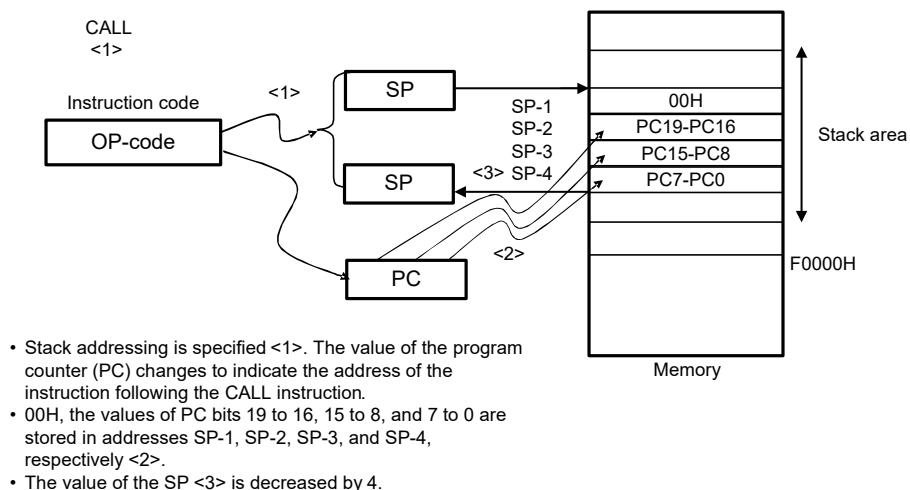 CALL
<1>
Instruction code
OP-code
<1>
SP
SP
PC
SP-1
SP-2
SP-3
<3> SP-4
<2>
00H
PC19-PC16
PC15-PC8
PC7-PC0
Stack area
F0000H
Memory
• Stack addressing is specified <1>. The value of the program
counter (PC) changes to indicate the address of the
instruction following the CALL instruction.
• 00H, the values of PC bits 19 to 16, 15 to 8, and 7 to 0 are
stored in addresses SP-1, SP-2, SP-3, and SP-4,
respectively <2>.
• The value of the SP <3> is decreased by 4.